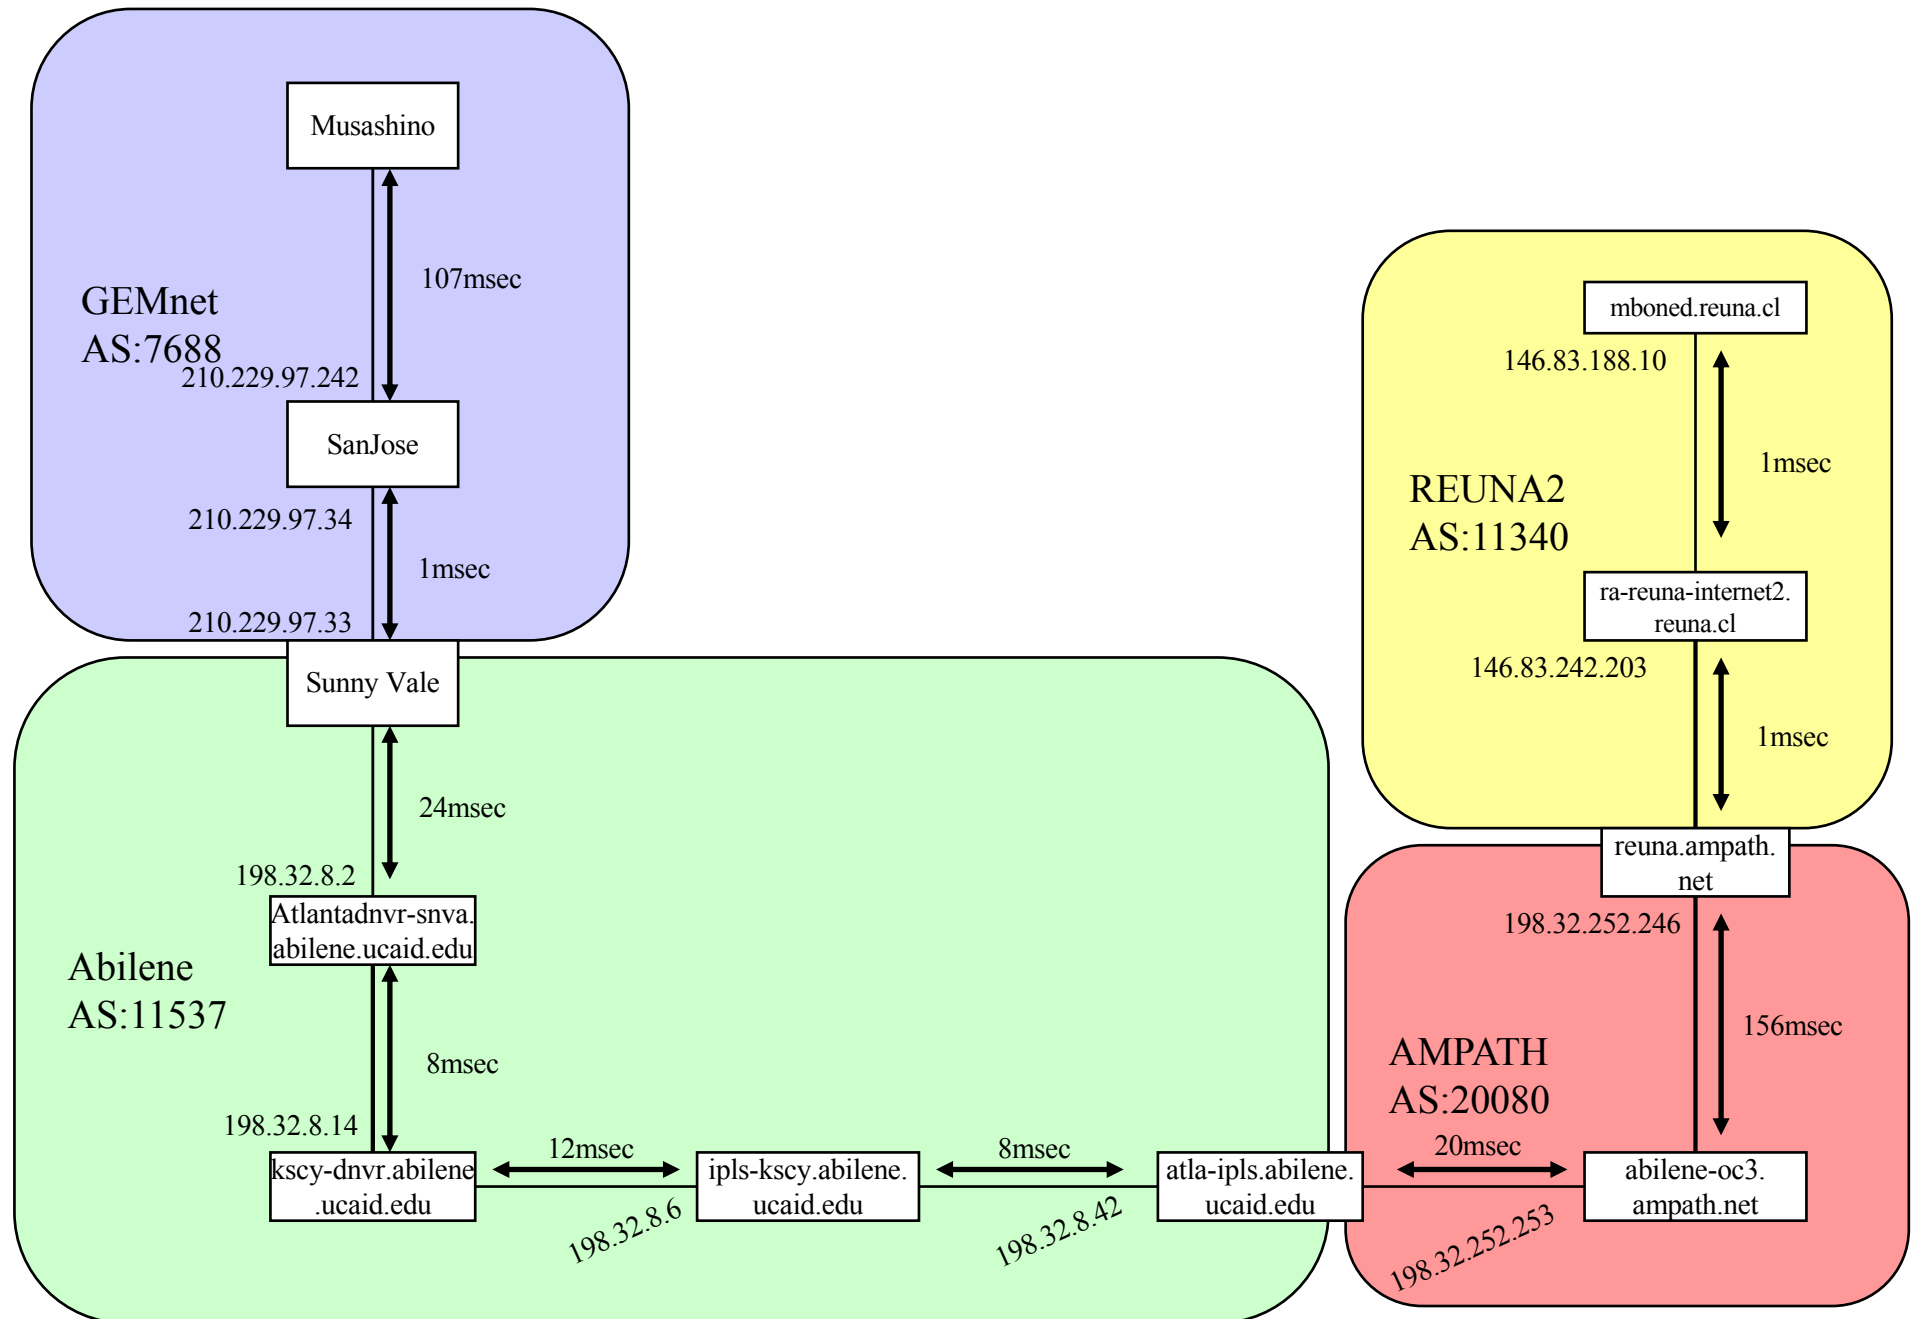 Musashino
107msec
GEMnet
AS:7688
210.229.97.242
SanJose
210.229.97.34
1msec
210.229.97.33
Sunny Vale
24msec
198.32.8.2
Atlantadnvr-snva.
abilene.ucaid.edu
Abilene
AS:11537
8msec
198.32.8.14
kscy-dnvr.abilene
.ucaid.edu
12msec
198.32.8.6
ipls-kscy.abilene.
ucaid.edu
8msec
198.32.8.42
atla-ipls.abilene.
ucaid.edu
20msec
198.32.252.253
abilene-oc3.
ampath.net
AMPATH
AS:20080
156msec
198.32.252.246
reuna.ampath.
net
1msec
146.83.242.203
ra-reuna-internet2.
reuna.cl
REUNA2
AS:11340
1msec
146.83.188.10
mboned.reuna.cl